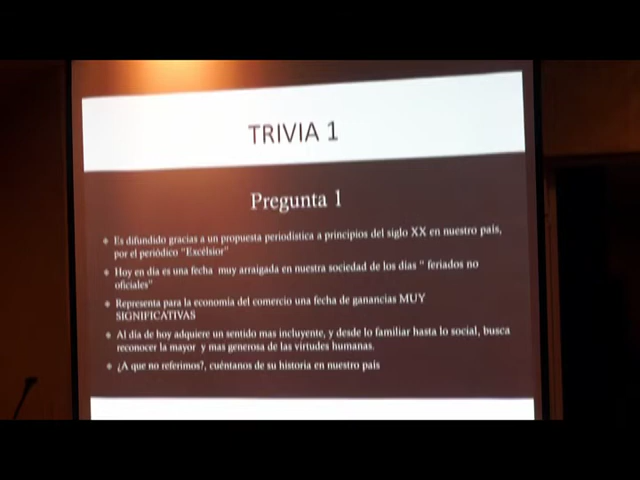 TRIVIA 1
Pregunta 1
Es difundido gracias a un propuesta periodística a principios del siglo XX en nuestro país,
por el periódico "Excélsior"
Hoy en día es una fecha muy arraigada en nuestra sociedad de los días " feriados no
oficiales"
Representa para la economía del comercio una fecha de ganancias MUY
SIGNIFICATIVAS
Al día de hoy adquiere un sentido mas incluyente, y desde lo familiar hasta lo social, busca
reconocer la mayor y mas generosa de las virtudes humanas.
¿A que no referimos?, cuéntanos de su historia en nuestro país